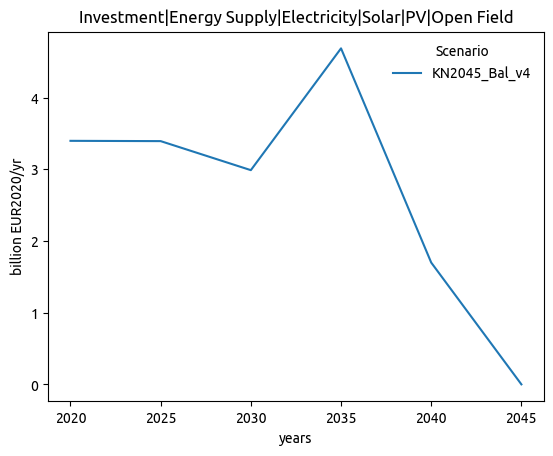 Investment|Energy Supply|Electricity|Solar|PV|Open Field
Scenario
KN2045_Bal_v4
4
3
2
1
0
billion EUR2020/yr
2020 2025 2030 2035 2040 2045
years